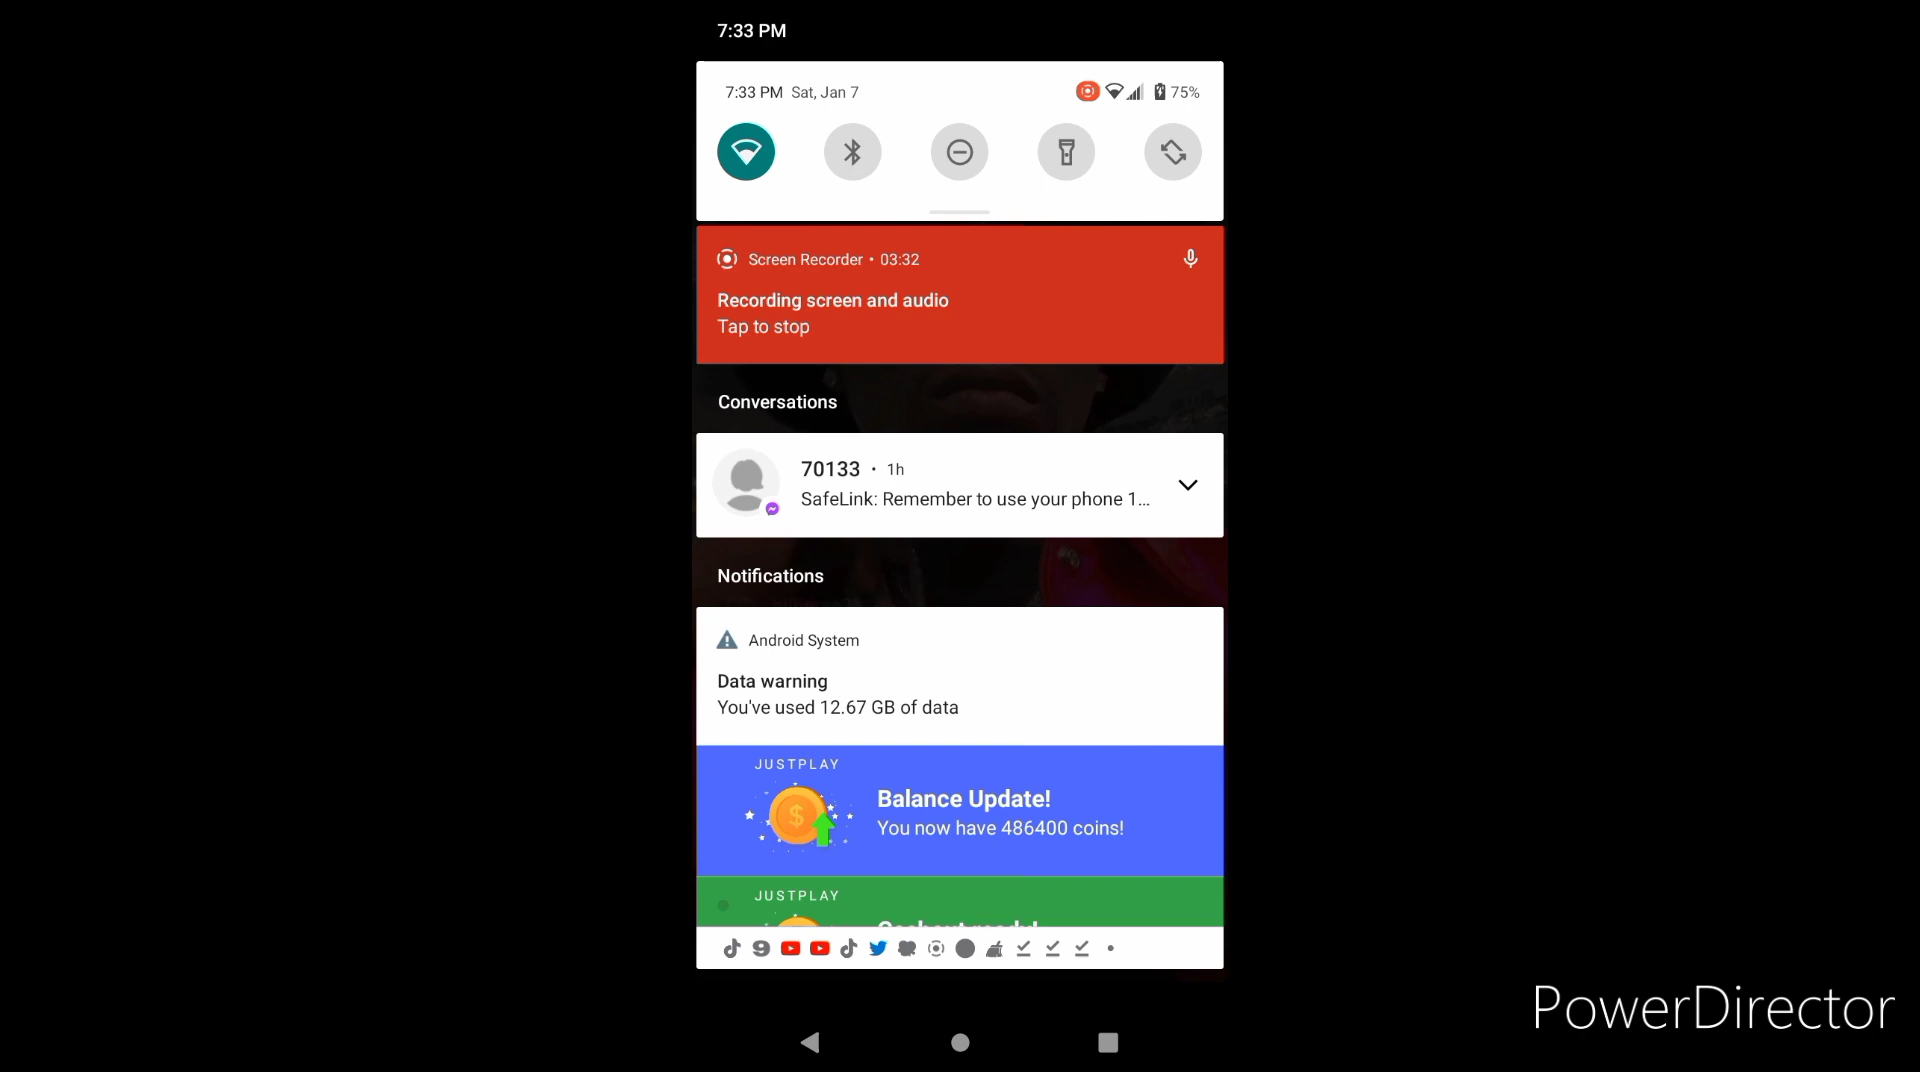 7:33 PM
7:33 PM Sat, Jan 7 75%
Screen Recorder • 03:32
Recording screen and audio
Tap to stop
Conversations
70133 • 1h
SafeLink: Remember to use your phone 1...
Notifications
Android System
Data warning
You've used 12.67 GB of data
JUSTPLAY
Balance Update!
You now have 486400 coins!
JUSTPLAY
Cashout ready!
PowerDirector